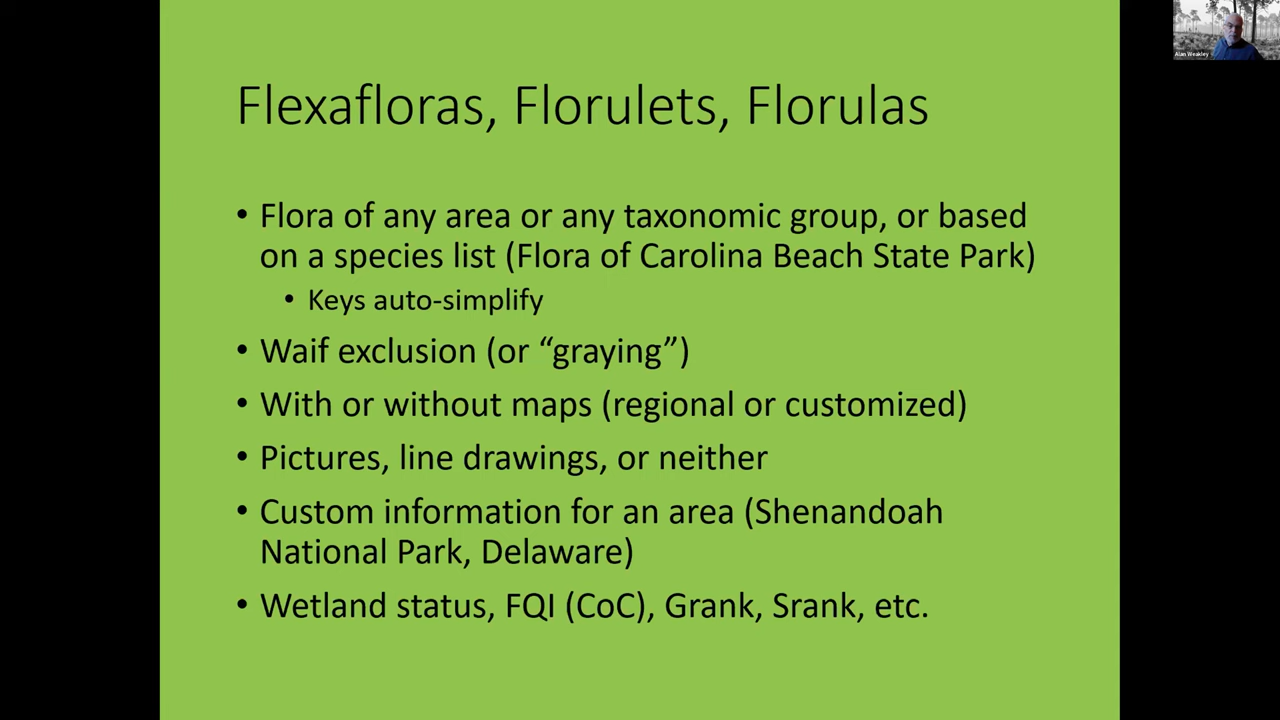 Flexafloras, Florulets, Florulas
• Flora of any area or any taxonomic group, or based
on a species list (Flora of Carolina Beach State Park)
• Keys auto-simplify
• Waif exclusion (or “graying”)
• With or without maps (regional or customized)
• Pictures, line drawings, or neither
• Custom information for an area (Shenandoah
National Park, Delaware)
• Wetland status, FQI (CoC), Grank, Srank, etc.
Alan Weakley